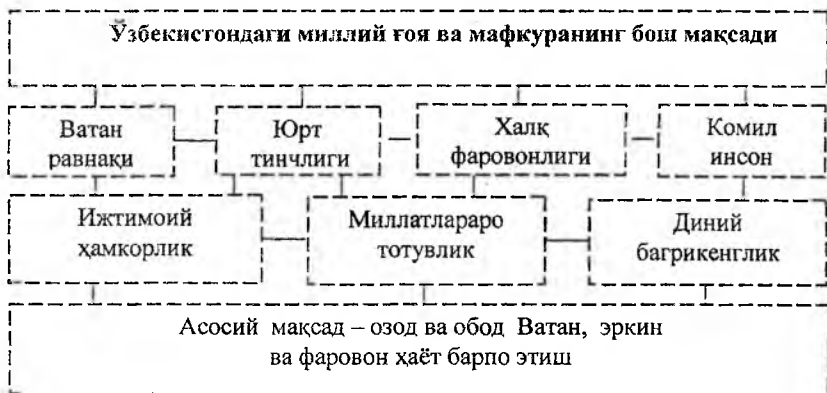 Ўзбекистондаги миллий ғоя ва мафкуранинг бош мақсади
Ватан
равнақи
Юрт
тинчлиги
Халқ
фаровонлиги
Комил
инсон
Ижтимоий
ҳамкорлик
Миллатлараро
тотувлик
Диний
багрикенглик
Асосий мақсад – озод ва обод Ватан, эркин
ва фаровон ҳаёт барпо этиш